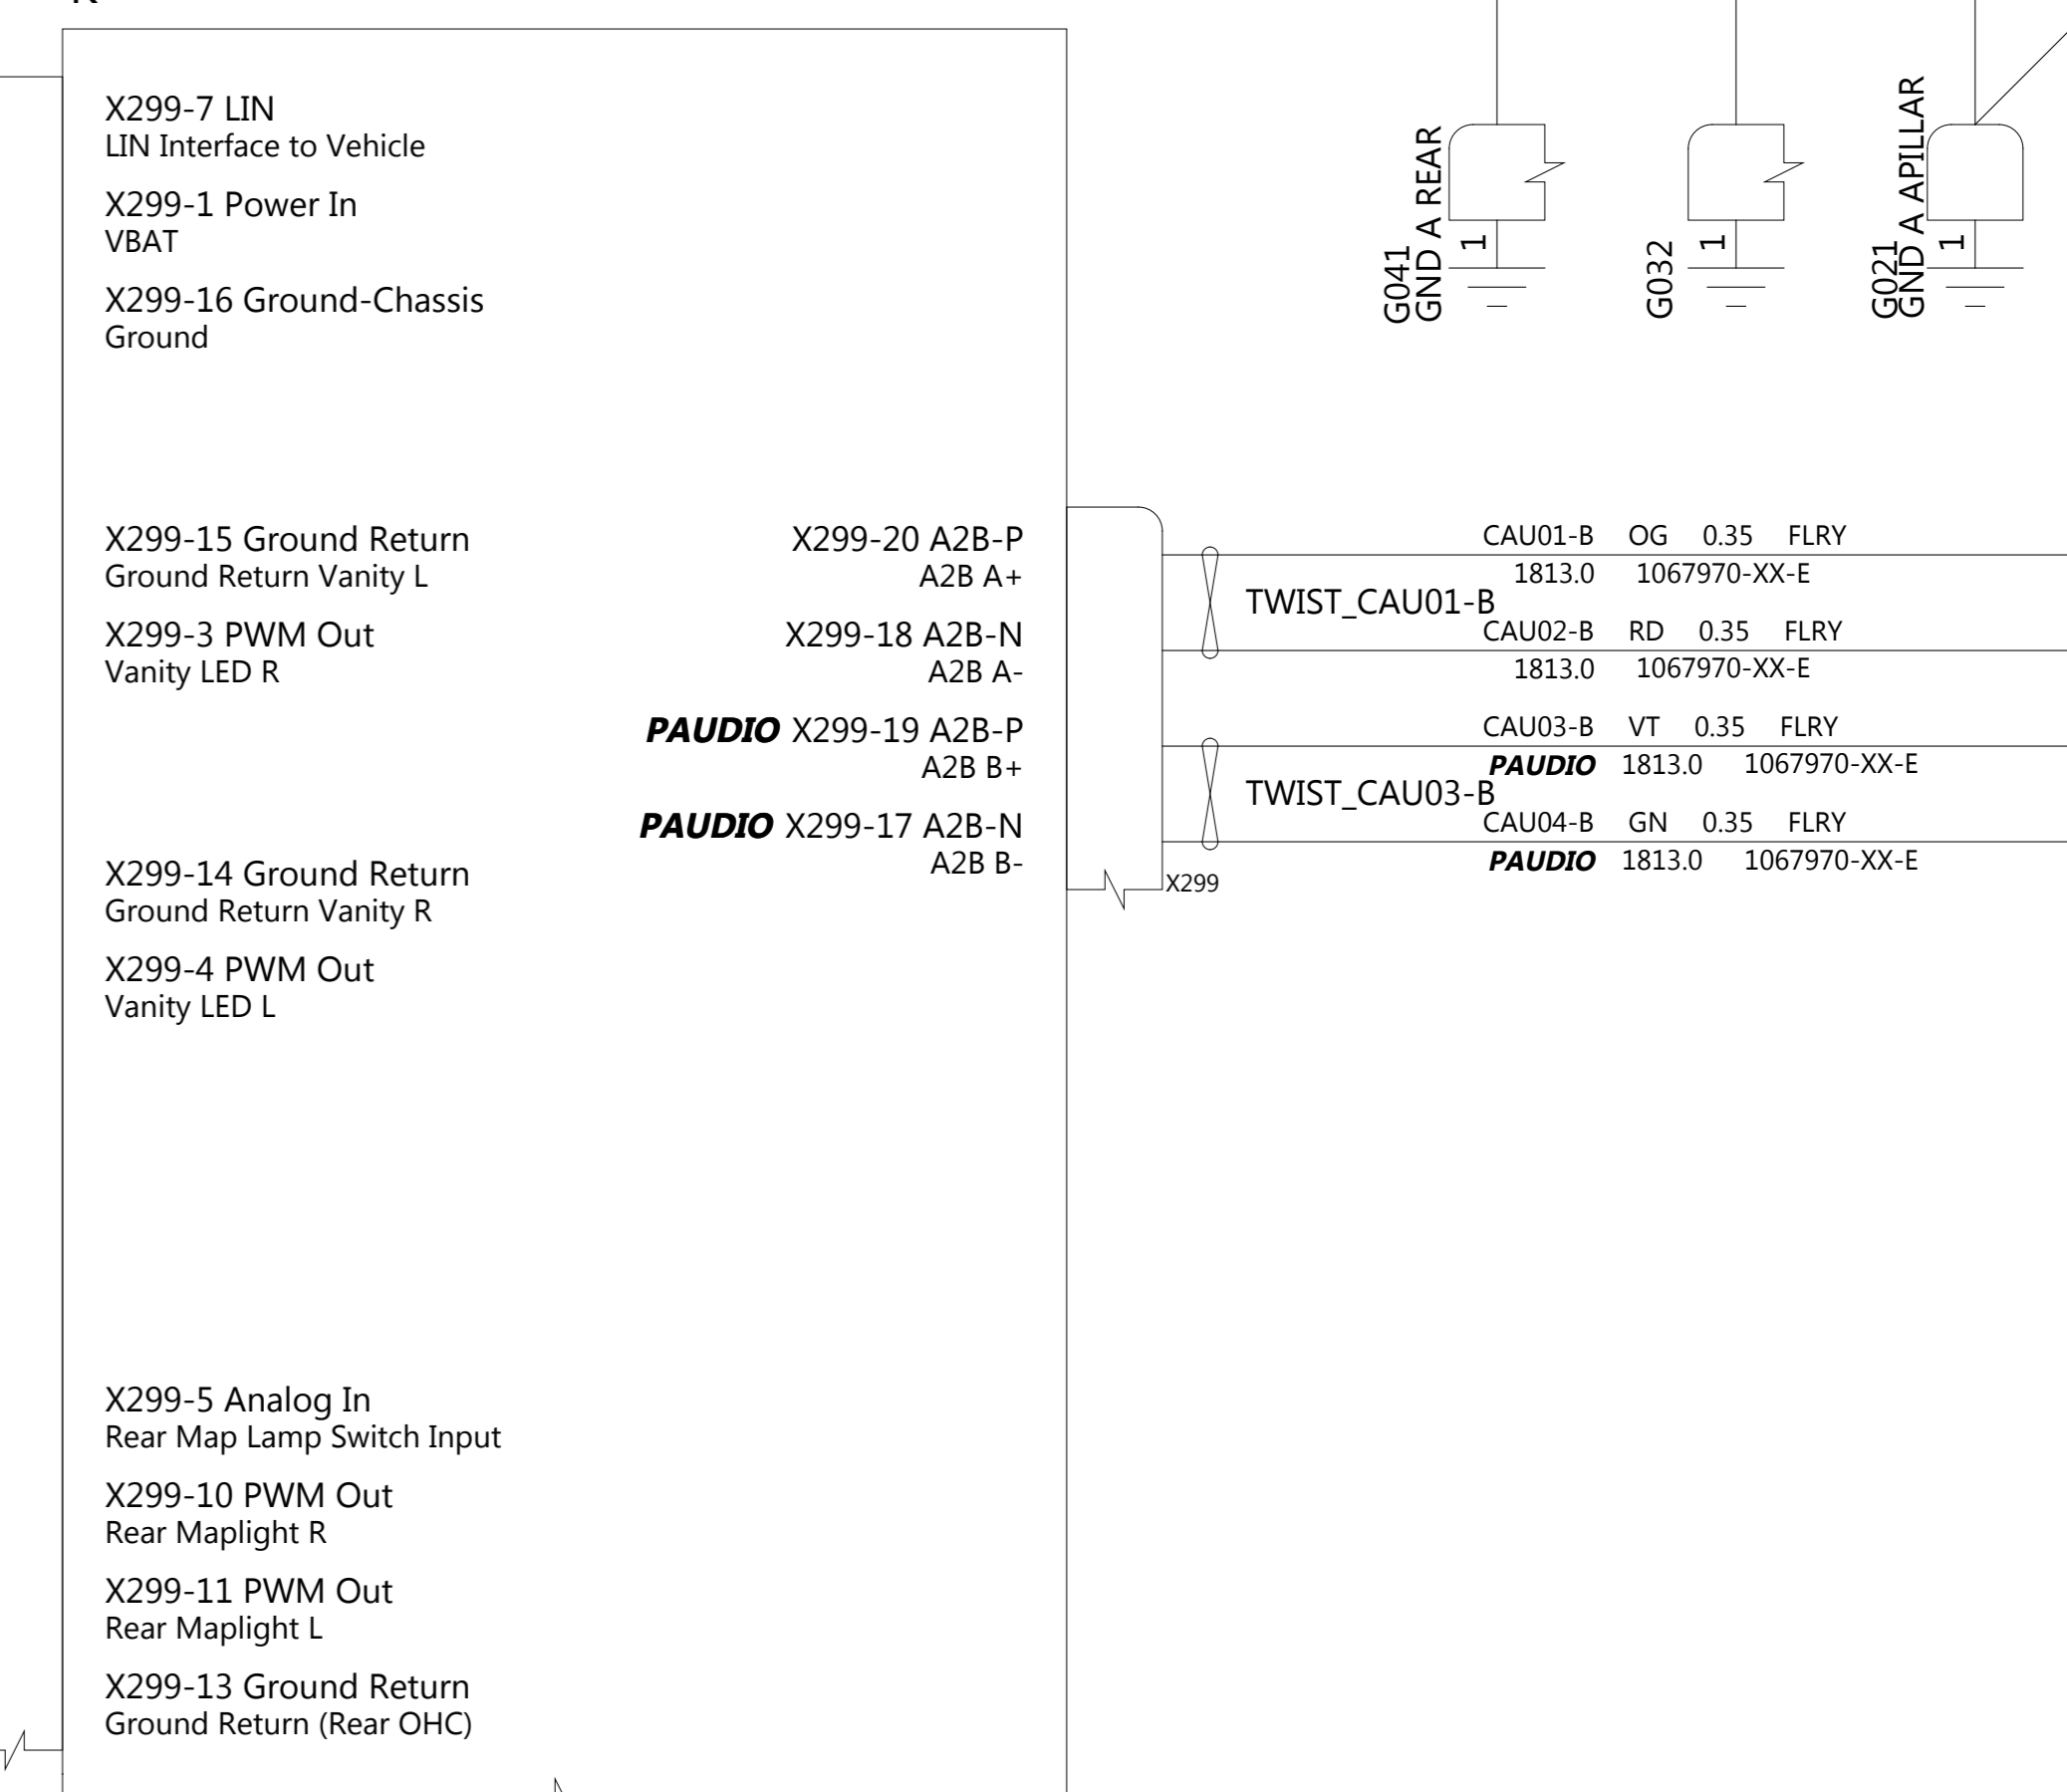 X299-7 LIN
LIN Interface to Vehicle
X299-1 Power In
VBAT
X299-16 Ground-Chassis
Ground
X299-15 Ground Return
Ground Return Vanity L
X299-3 PWM Out
Vanity LED R
X299-14 Ground Return
Ground Return Vanity R
X299-4 PWM Out
Vanity LED L
X299-5 Analog In
Rear Map Lamp Switch Input
X299-10 PWM Out
Rear Maplight R
X299-11 PWM Out
Rear Maplight L
X299-13 Ground Return
Ground Return (Rear OHC)
X299-20 A2B-P
A2B A+
X299-18 A2B-N
A2B A-
PAUDIO X299-19 A2B-P
A2B B+
PAUDIO X299-17 A2B-N
A2B B-
X299
G041
GND A REAR
1
G032
1
G021
GND A APILLAR
1
CAU01-B OG 0.35 FLRY
1813.0 1067970-XX-E
TWIST_CAU01-B
CAU02-B RD 0.35 FLRY
1813.0 1067970-XX-E
CAU03-B VT 0.35 FLRY
PAUDIO 1813.0 1067970-XX-E
TWIST_CAU03-B
CAU04-B GN 0.35 FLRY
PAUDIO 1813.0 1067970-XX-E